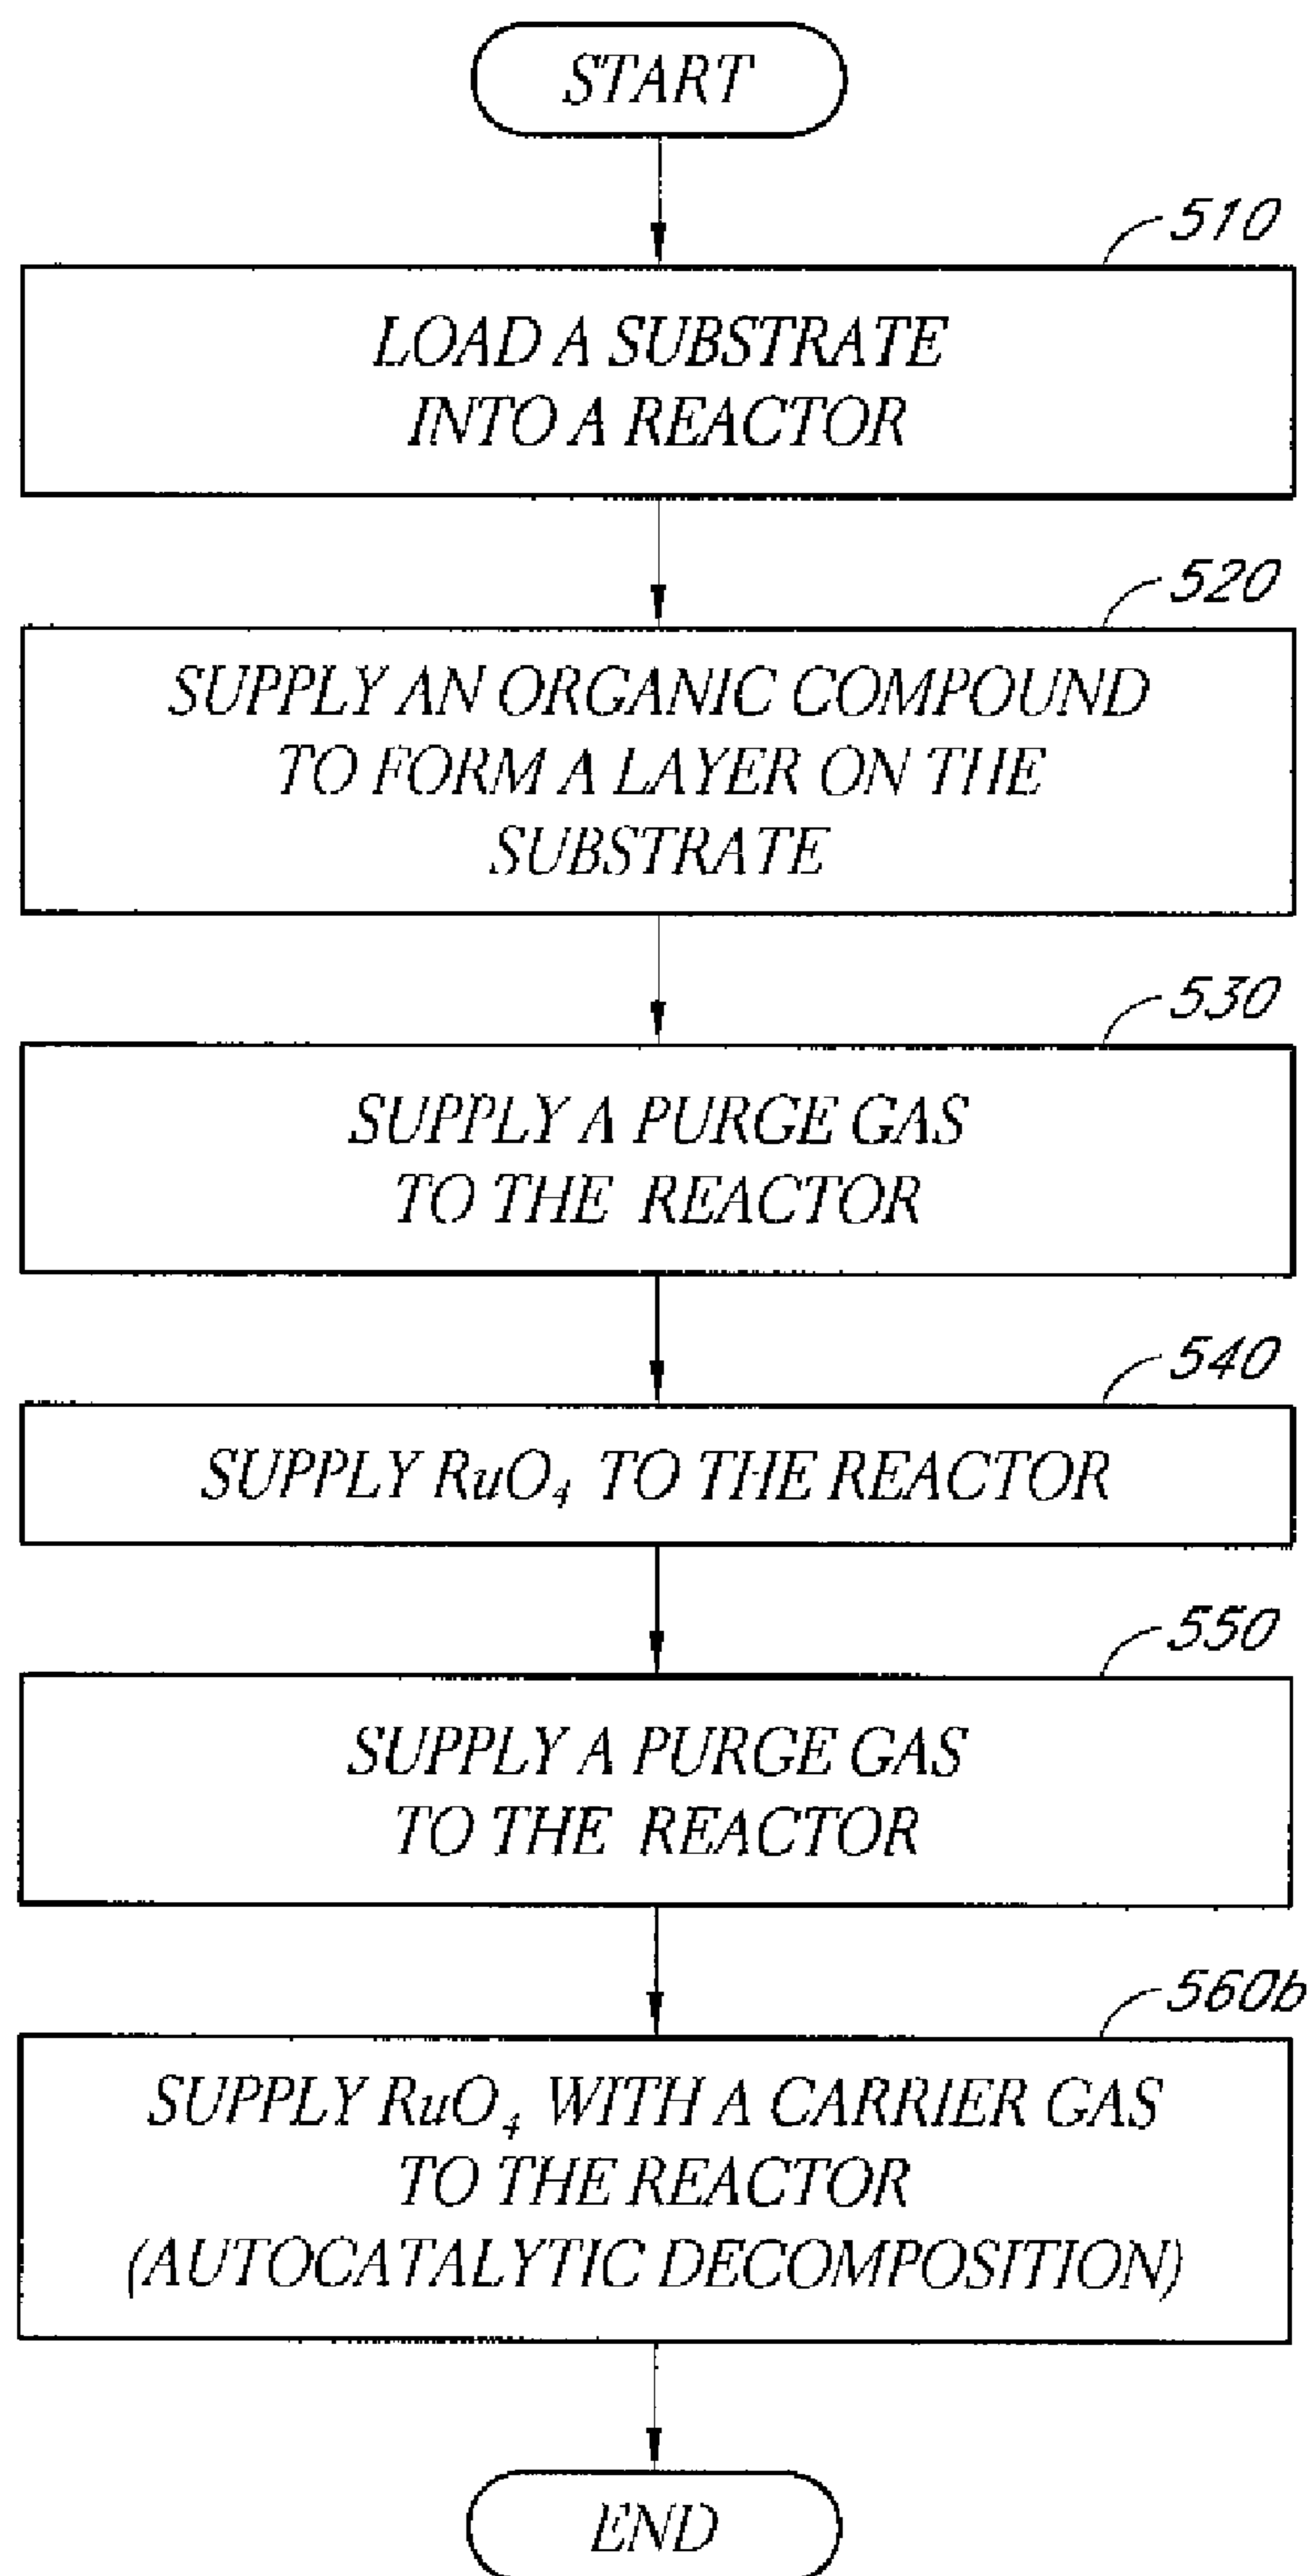 START
510
LOAD A SUBSTRATE
INTO A REACTOR
520
SUPPLY AN ORGANIC COMPOUND
TO FORM A LAYER ON THE
SUBSTRATE
530
SUPPLY A PURGE GAS
TO THE REACTOR
540
SUPPLY RuO₄ TO THE REACTOR
550
SUPPLY A PURGE GAS
TO THE REACTOR
560b
SUPPLY RuO₄ WITH A CARRIER GAS
TO THE REACTOR
(AUTOCATALYTIC DECOMPOSITION)
END